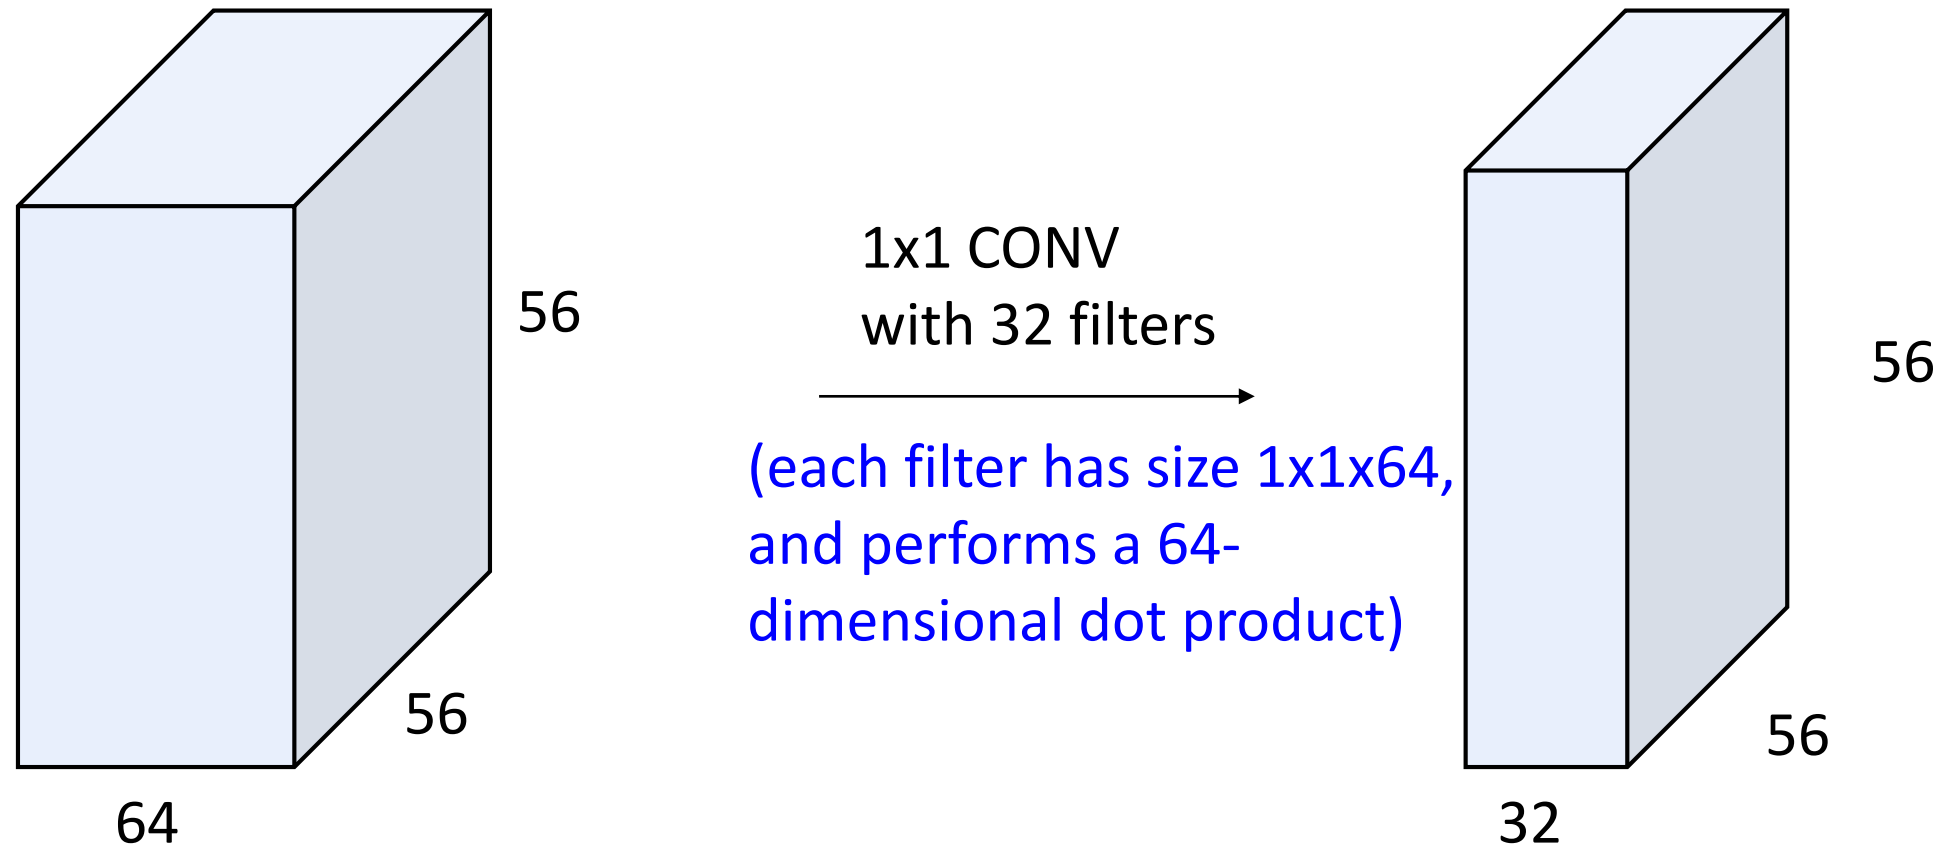 56
56
64
1x1 CONV
with 32 filters
(each filter has size 1x1x64,
and performs a 64-
dimensional dot product)
56
56
32